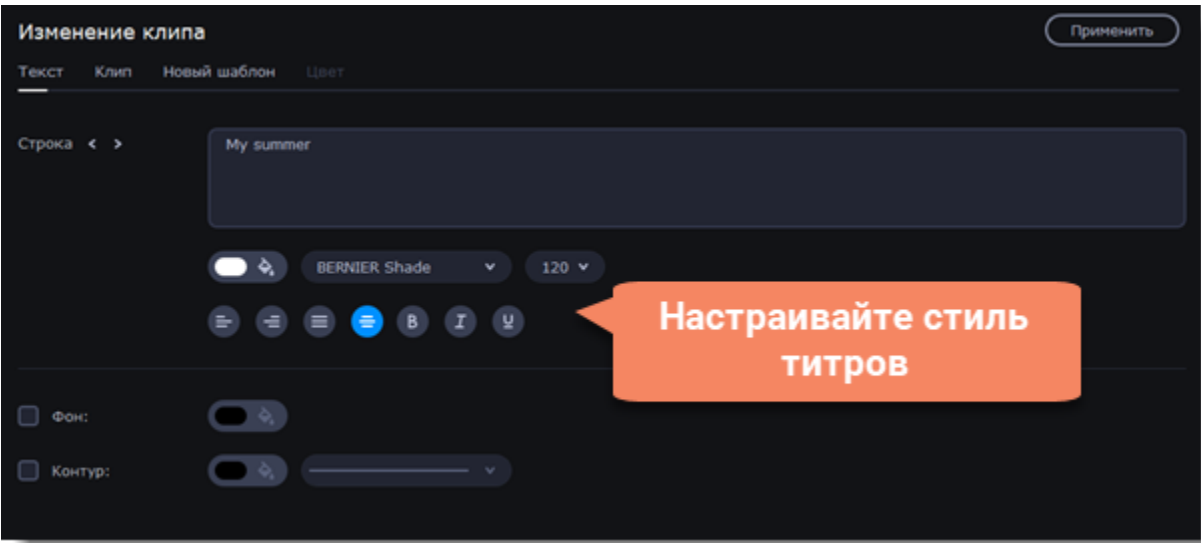 Изменение клипа
Применить
Текст Клип Новый шаблон Цвет
Строка < >
My summer
BERNIER Shade 120
B I U
Настраивайте стиль
титров
Фон:
Контур: